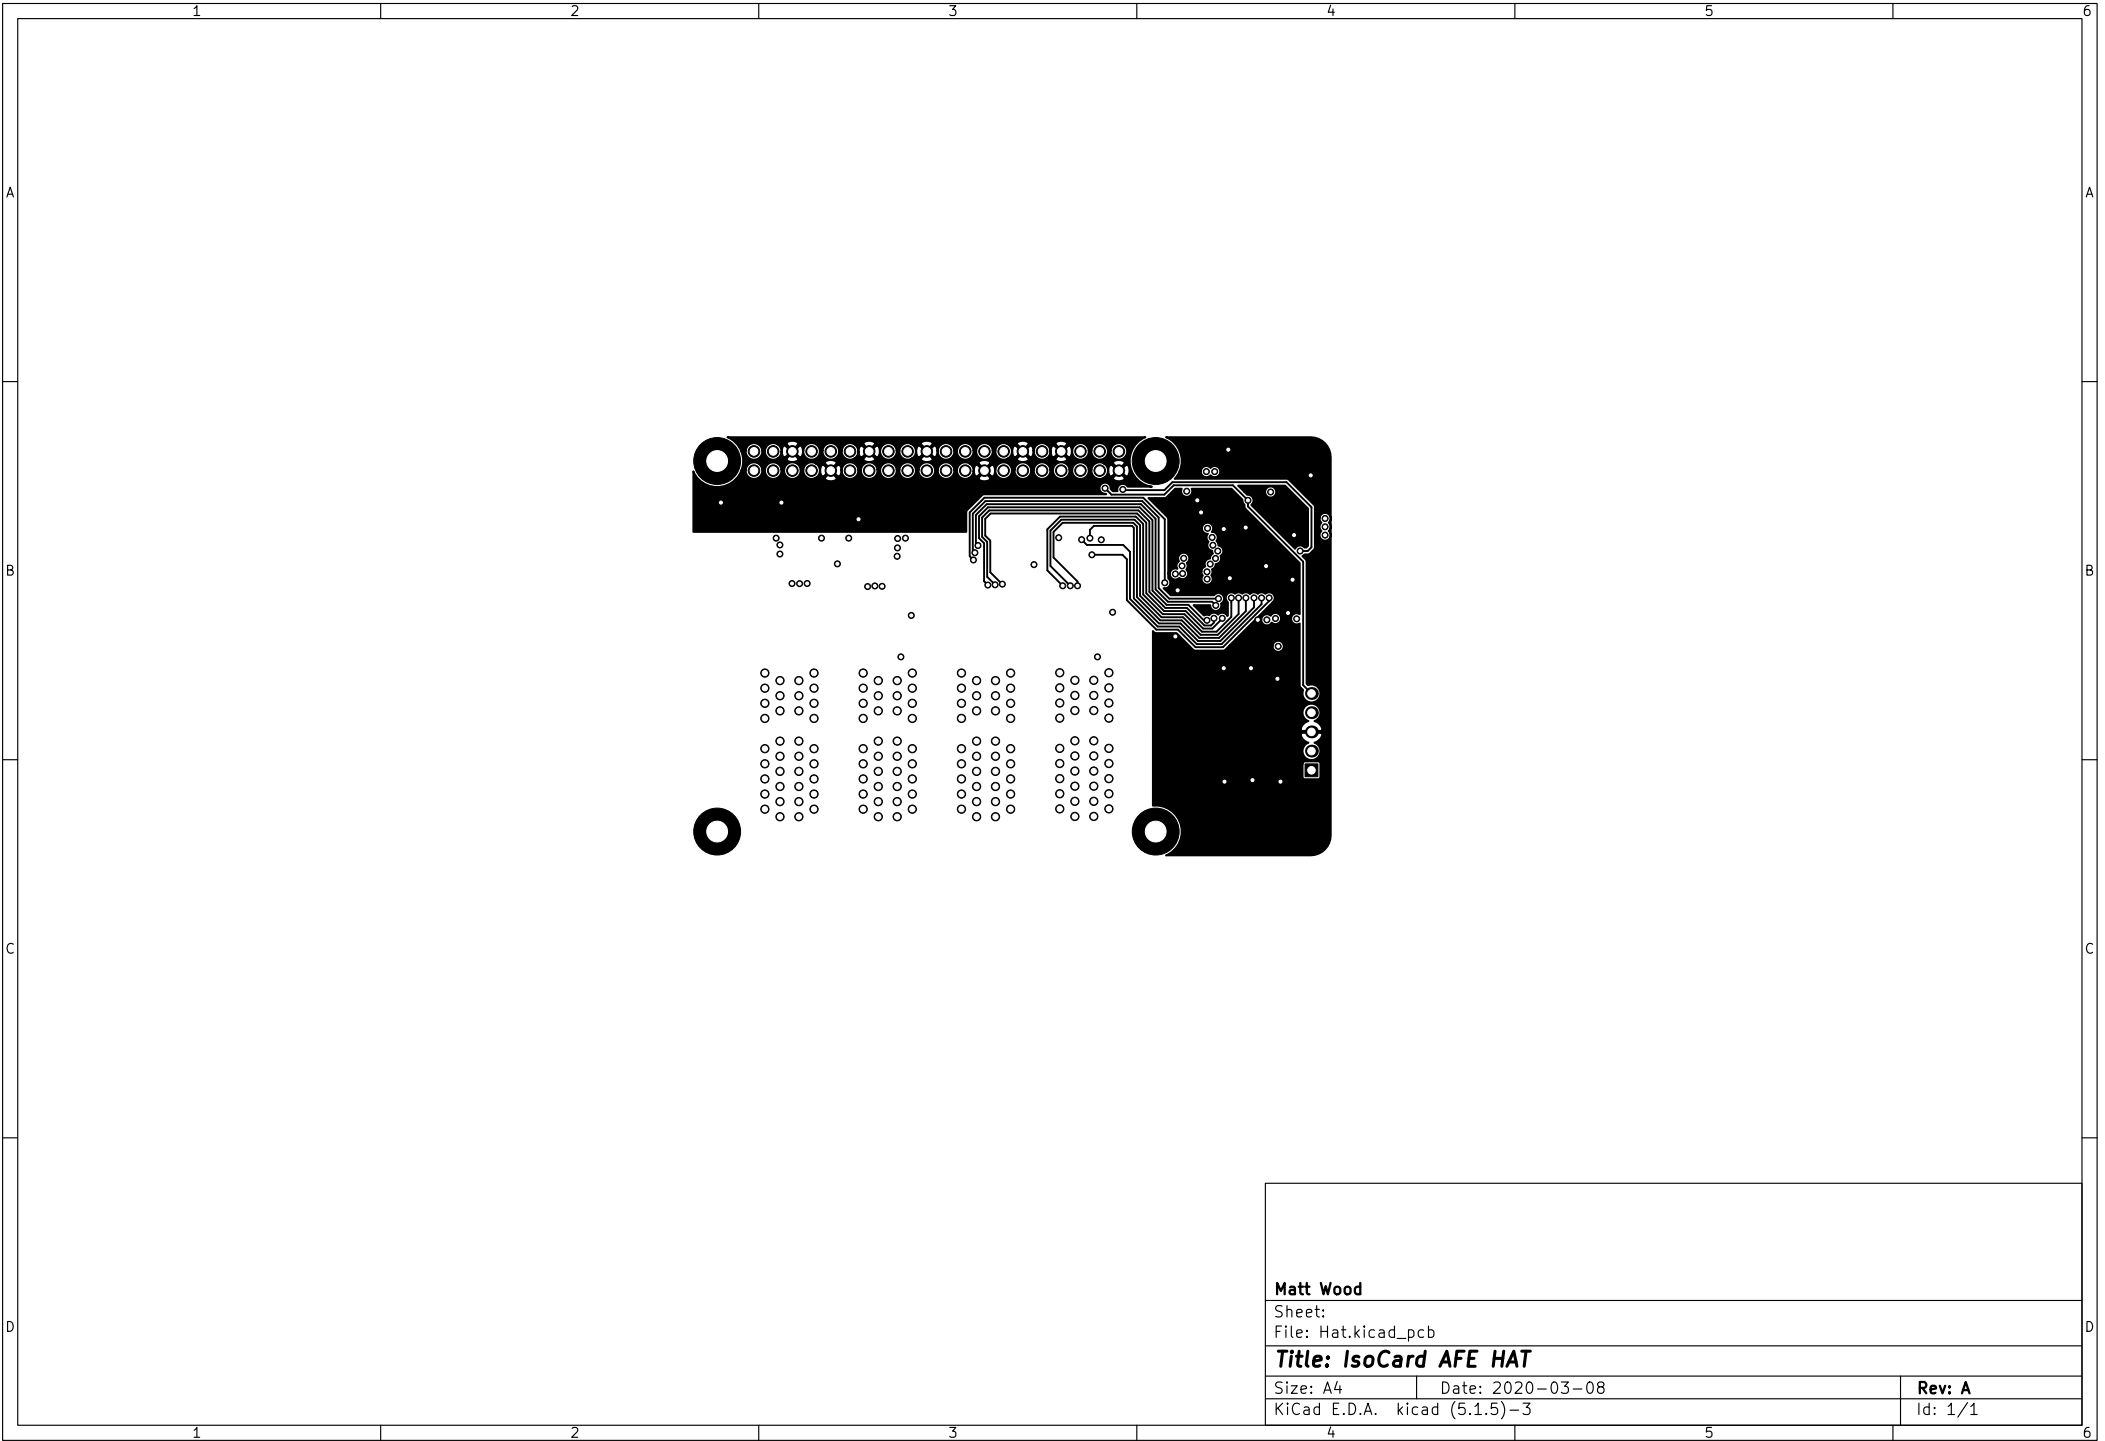 1 2 3 4 5 6
A A
B B
C C
D D
Matt Wood
Sheet:
File: Hat.kicad_pcb
Title: IsoCard AFE HAT
Size: A4 Date: 2020-03-08 Rev: A
KiCad E.D.A. kicad (5.1.5)-3 Id: 1/1
1 2 3 4 5 6